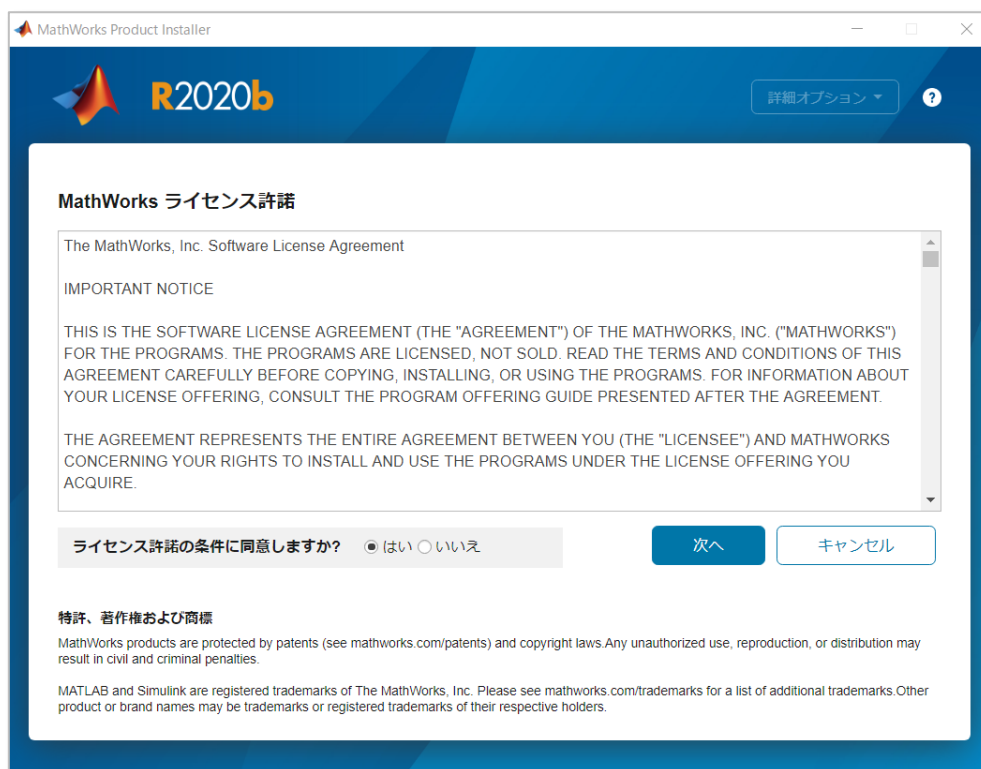 MathWorks Product Installer
R2020b
詳細オプション
?
MathWorks ライセンス許諾
The MathWorks, Inc. Software License Agreement
IMPORTANT NOTICE
THIS IS THE SOFTWARE LICENSE AGREEMENT (THE "AGREEMENT") OF THE MATHWORKS, INC. ("MATHWORKS")
FOR THE PROGRAMS. THE PROGRAMS ARE LICENSED, NOT SOLD. READ THE TERMS AND CONDITIONS OF THIS
AGREEMENT CAREFULLY BEFORE COPYING, INSTALLING, OR USING THE PROGRAMS. FOR INFORMATION ABOUT
YOUR LICENSE OFFERING, CONSULT THE PROGRAM OFFERING GUIDE PRESENTED AFTER THE AGREEMENT.
THE AGREEMENT REPRESENTS THE ENTIRE AGREEMENT BETWEEN YOU (THE "LICENSEE") AND MATHWORKS
CONCERNING YOUR RIGHTS TO INSTALL AND USE THE PROGRAMS UNDER THE LICENSE OFFERING YOU
ACQUIRE.
ライセンス許諾の条件に同意しますか? はい いいえ
次へ
キャンセル
特許、著作権および商標
MathWorks products are protected by patents (see mathworks.com/patents) and copyright laws.Any unauthorized use, reproduction, or distribution may
result in civil and criminal penalties.
MATLAB and Simulink are registered trademarks of The MathWorks, Inc. Please see mathworks.com/trademarks for a list of additional trademarks.Other
product or brand names may be trademarks or registered trademarks of their respective holders.